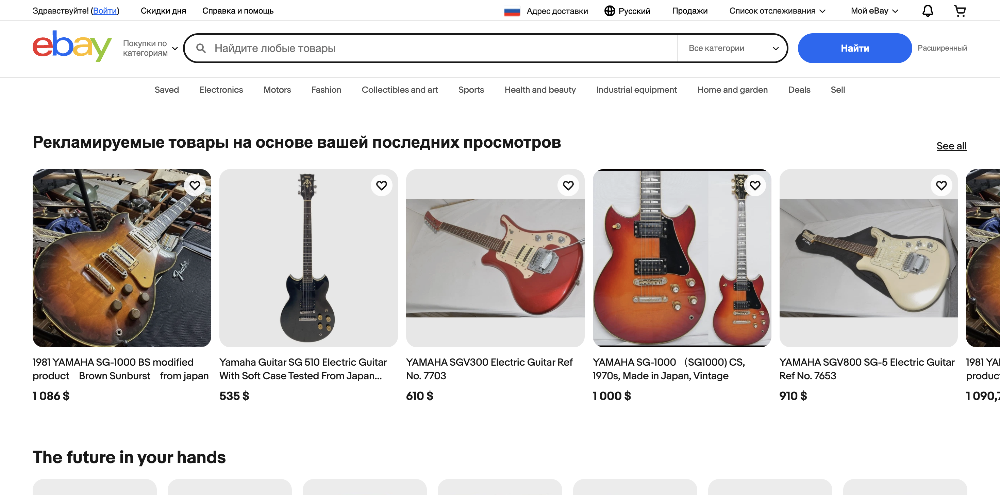 Здравствуйте! (Войти) Скидки дня Справка и помощь Адрес доставки Русский Продажи Список отслеживания Мой eBay
ebay Покупки по категориям Найдите любые товары Все категории Найти Расширенный
Saved Electronics Motors Fashion Collectibles and art Sports Health and beauty Industrial equipment Home and garden Deals Sell
Рекламируемые товары на основе вашей последних просмотров See all
Fender
1981 YAMAHA SG-1000 BS modified
product Brown Sunburst from japan
1 086 $
Yamaha Guitar SG 510 Electric Guitar
With Soft Case Tested From Japan...
535 $
YAMAHA SGV300 Electric Guitar Ref
No. 7703
610 $
YAMAHA SG-1000 （SG1000) CS,
1970s, Made in Japan, Vintage
1 000 $
YAMAHA SGV800 SG-5 Electric Guitar
Ref No. 7653
910 $
1981
1 090,
The future in your hands